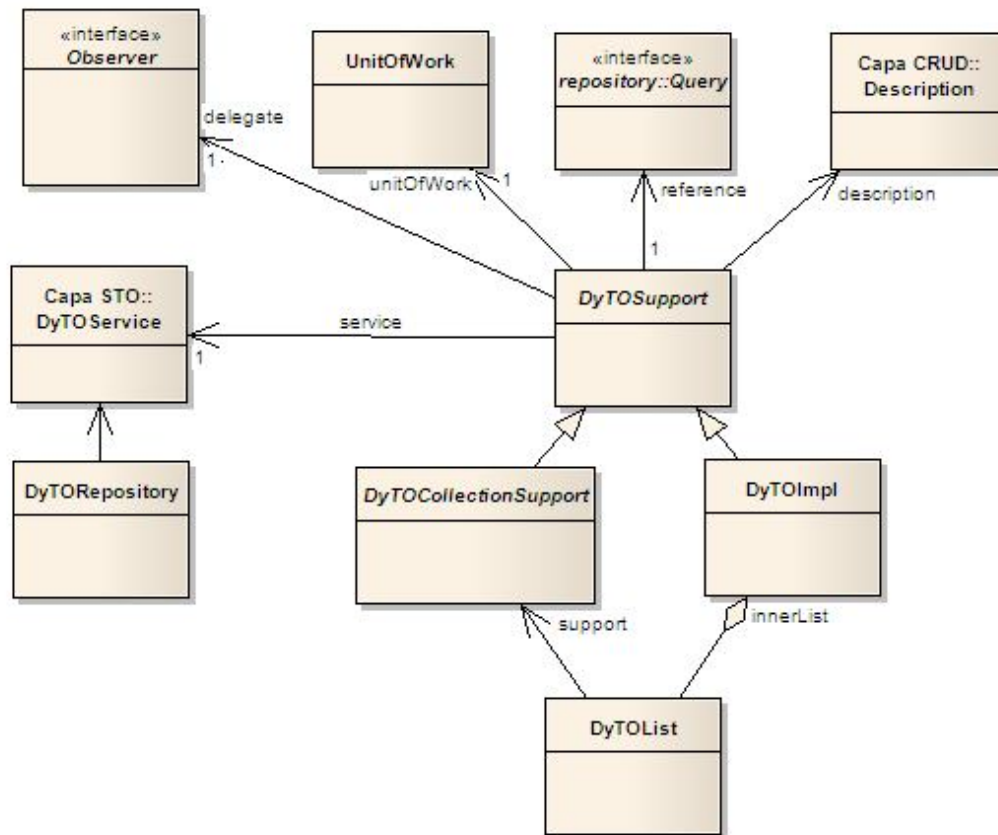 «interface»
Observer
UnitOfWork
«interface»
repository::Query
Capa CRUD::
Description
delegate
1
unitOfWork
1
reference
description
1
Capa STO::
DyTOService
service
1
DyTOSupport
DyTORepository
DyTOCollectionSupport
DyTOImpl
support
innerList
DyTOList